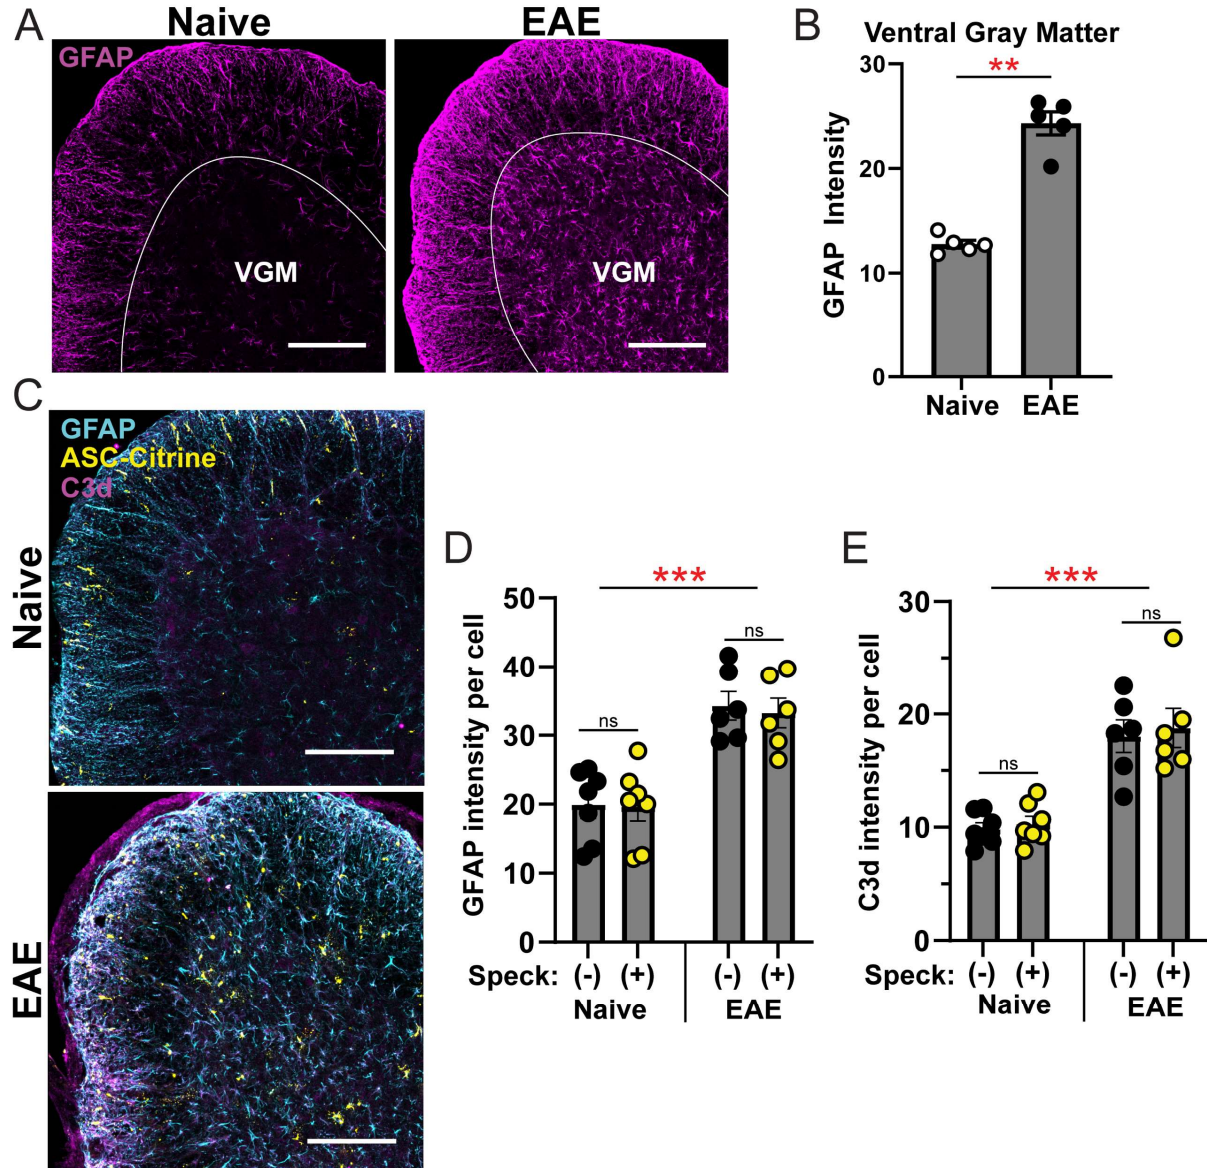 A
Naive
EAE
GFAP
VGM
VGM
B
Ventral Gray Matter
**
GFAP Intensity
30
20
10
0
Naive
EAE
C
GFAP
ASC-Citrine
C3d
Naive
EAE
D
***
ns
ns
GFAP intensity per cell
50
40
30
20
10
0
Speck: (-) (+) (-) (+)
Naive EAE
E
***
ns
ns
C3d intensity per cell
30
20
10
0
Speck: (-) (+) (-) (+)
Naive EAE